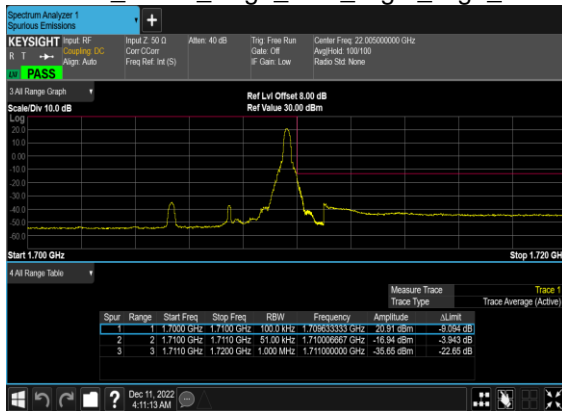 Spectrum Analyzer 1
Spurious Emissions
+
KEYSIGHT Input: RF Input Z: 50 Ω Atten: 40 dB Trig: Free Run Center Freq: 22.005000000 GHz
R T Coupling: DC Corr CCorr Gate: Off Avg|Hold: 100/100
Align: Auto Freq Ref: Int (S) IF Gain: Low Radio Std: None
PASS
3 All Range Graph Ref Lvl Offset 8.00 dB
Scale/Div 10.0 dB Ref Value 30.00 dBm
Log
20.0
10.0
0.00
-10.0
-20.0
-30.0
-40.0
-50.0
-60.0
Start 1.700 GHz Stop 1.720 GH
4 All Range Table
Measure Trace Trace 1
Trace Type Trace Average (Active)
Spur Range Start Freq Stop Freq RBW Frequency Amplitude ΔLimit
1 1 1.7000 GHz 1.7100 GHz 100.0 kHz 1.709633333 GHz 20.91 dBm -9.094 dB
2 2 1.7100 GHz 1.7110 GHz 51.00 kHz 1.710006667 GHz -16.94 dBm -3.943 dB
3 3 1.7110 GHz 1.7200 GHz 1.000 MHz 1.711000000 GHz -35.65 dBm -22.65 dB
? Dec 11, 2022
4:11:13 AM